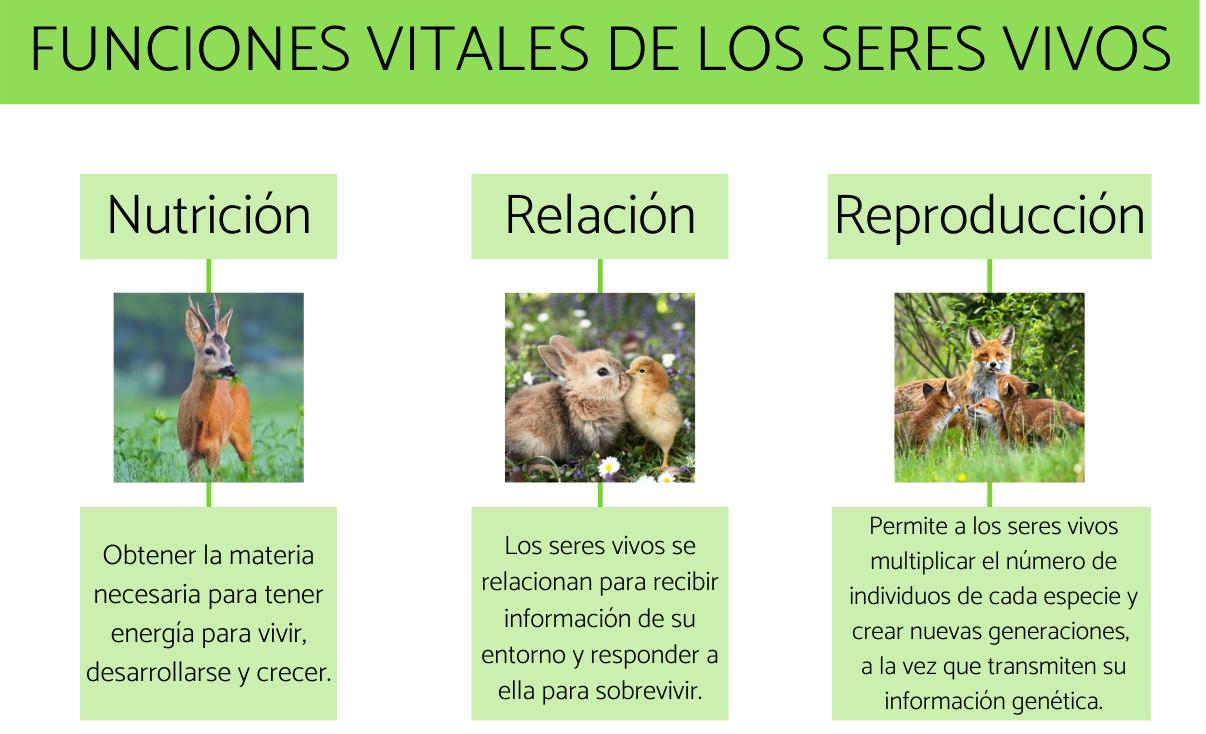 FUNCIONES VITALES DE LOS SERES VIVOS
Nutrición
Obtener la materia
necesaria para tener
energía para vivir,
desarrollarse y crecer.
Relación
Los seres vivos se
relacionan para recibir
información de su
entorno y responder a
ella para sobrevivir.
Reproducción
Permite a los seres vivos
multiplicar el número de
individuos de cada especie y
crear nuevas generaciones,
a la vez que transmiten su
información genética.